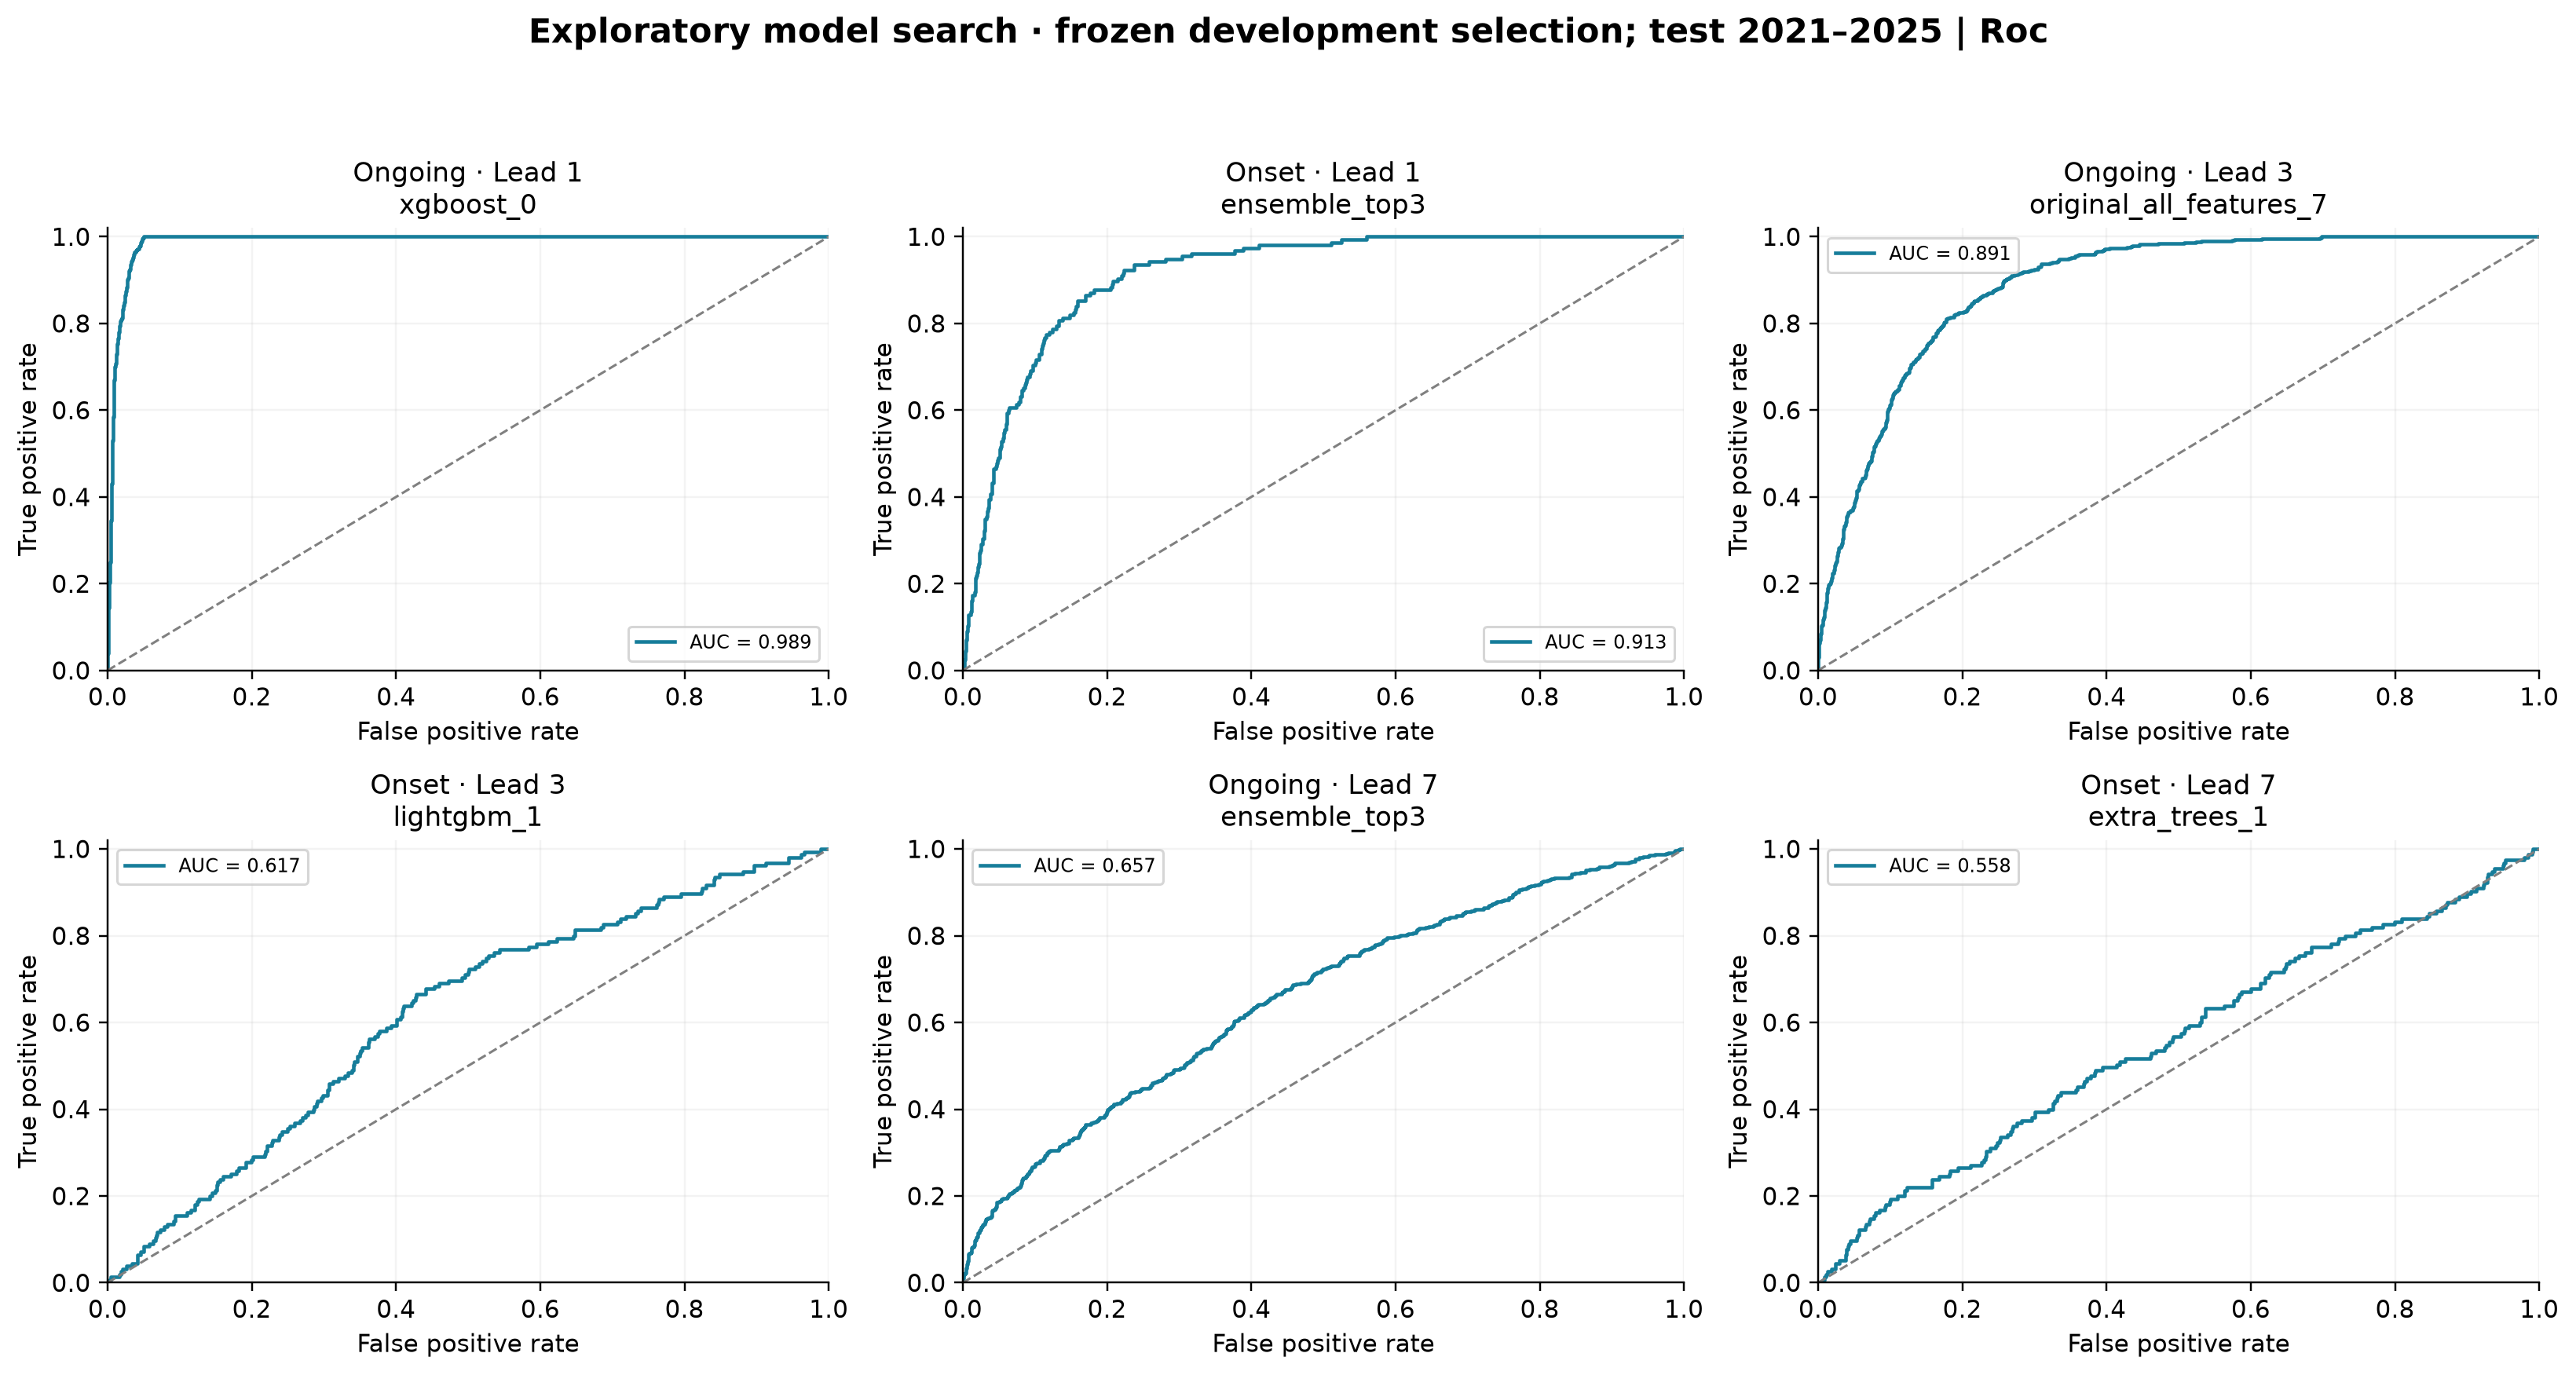 Exploratory model search · frozen development selection; test 2021–2025 | Roc
Ongoing · Lead 1
xgboost_0
1.0
0.8
0.6
0.4
0.2
0.0
True positive rate
AUC = 0.989
0.0 0.2 0.4 0.6 0.8 1.0
False positive rate
Onset · Lead 1
ensemble_top3
1.0
0.8
0.6
0.4
0.2
0.0
True positive rate
AUC = 0.913
0.0 0.2 0.4 0.6 0.8 1.0
False positive rate
Ongoing · Lead 3
original_all_features_7
1.0
0.8
0.6
0.4
0.2
0.0
True positive rate
AUC = 0.891
0.0 0.2 0.4 0.6 0.8 1.0
False positive rate
Onset · Lead 3
lightgbm_1
1.0
0.8
0.6
0.4
0.2
0.0
True positive rate
AUC = 0.617
0.0 0.2 0.4 0.6 0.8 1.0
False positive rate
Ongoing · Lead 7
ensemble_top3
1.0
0.8
0.6
0.4
0.2
0.0
True positive rate
AUC = 0.657
0.0 0.2 0.4 0.6 0.8 1.0
False positive rate
Onset · Lead 7
extra_trees_1
1.0
0.8
0.6
0.4
0.2
0.0
True positive rate
AUC = 0.558
0.0 0.2 0.4 0.6 0.8 1.0
False positive rate